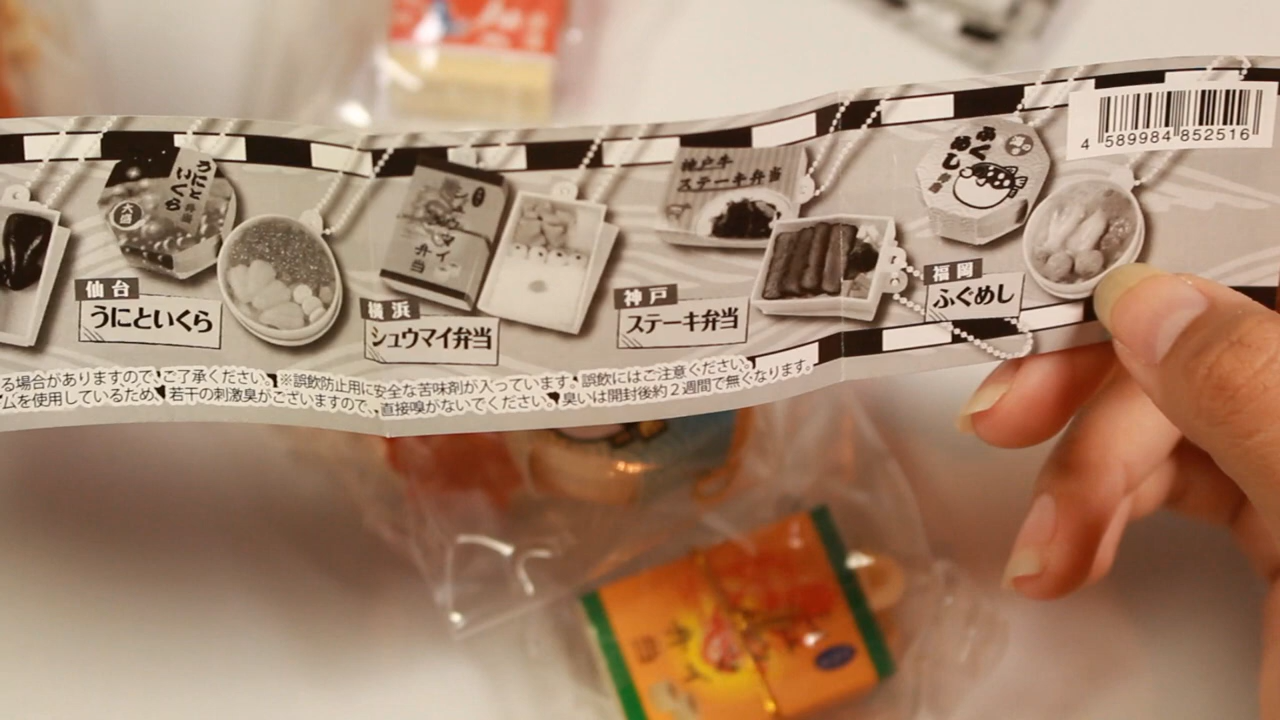 4 589984 852516
うにと
いくら
弁当
大漁
弁当
神戸牛
ステーキ弁当
ふく
めし
弁当
仙台
うにといくら
横浜
シュウマイ弁当
神戸
ステーキ弁当
福岡
ふぐめし
る場合がありますので、ご了承ください。※誤飲防止用に安全な苦味剤が入っています。誤飲にはご注意ください。
ムを使用しているため、若干の刺激臭がございますので、直接嗅がないでください。臭いは開封後約2週間で無くなります。
弁当